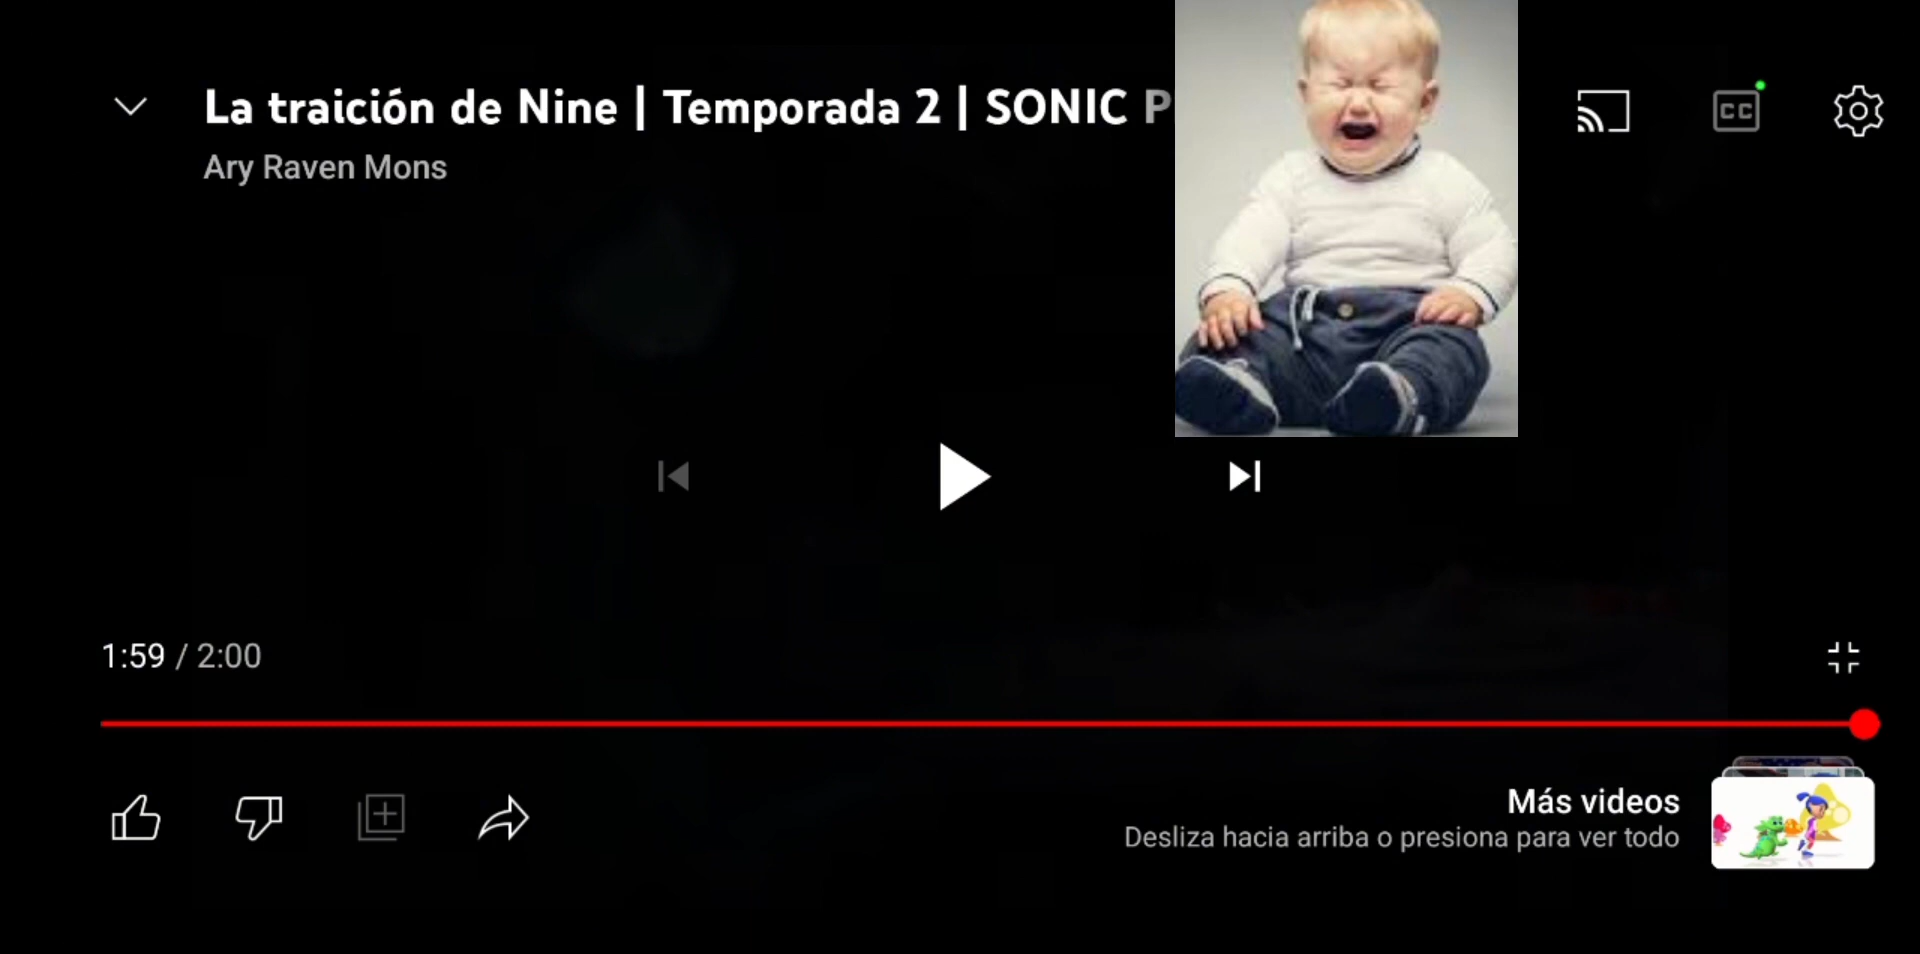 La traición de Nine | Temporada 2 | SONIC P
Ary Raven Mons
CC
1:59 / 2:00
Más videos
Desliza hacia arriba o presiona para ver todo